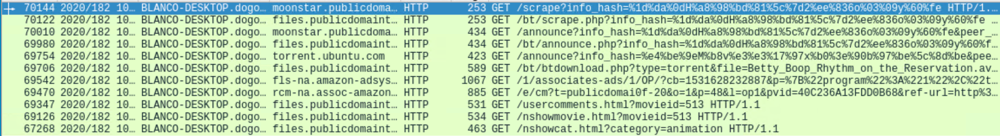 70144 2020/182 10… BLANCO-DESKTOP.dogo… moonstar.publicdoma… HTTP 253 GET /scrape?info_hash=%1d%da%0dH%a8%98%bd%81%5c%7d2%ee%836o%03%09y%60%fe HTTP/1.…
70122 2020/182 10… BLANCO-DESKTOP.dogo… files.publicdomaint… HTTP 253 GET /bt/scrape.php?info_hash=%1d%da%0dH%a8%98%bd%81%5c%7d2%ee%836o%03%09y%60%fe …
70010 2020/182 10… BLANCO-DESKTOP.dogo… moonstar.publicdoma… HTTP 434 GET /announce?info_hash=%1d%da%0dH%a8%98%bd%81%5c%7d2%ee%836o%03%09y%60%fe&peer_…
69980 2020/182 10… BLANCO-DESKTOP.dogo… files.publicdomaint… HTTP 434 GET /bt/announce.php?info_hash=%1d%da%0dH%a8%98%bd%81%5c%7d2%ee%836o%03%09y%60%f…
69754 2020/182 10… BLANCO-DESKTOP.dogo… torrent.ubuntu.com HTTP 423 GET /announce?info_hash=%e4%be%9eM%b8v%e3%e3%17%97x%b0%3e%90b%97%be%5c%8d%be&pee…
69706 2020/182 10… BLANCO-DESKTOP.dogo… files.publicdomaint… HTTP 589 GET /bt/btdownload.php?type=torrent&file=Betty_Boop_Rhythm_on_the_Reservation.av…
69542 2020/182 10… BLANCO-DESKTOP.dogo… fls-na.amazon-adsys… HTTP 1067 GET /1/associates-ads/1/OP/?cb=1531628232887&p=%7B%22program%22%3A%221%22%2C%22t…
69470 2020/182 10… BLANCO-DESKTOP.dogo… rcm-na.assoc-amazon… HTTP 885 GET /e/cm?t=publicdomai0f-20&o=1&p=48&l=op1&pvid=40C236A13FDD0B68&ref-url=http%3…
69347 2020/182 10… BLANCO-DESKTOP.dogo… files.publicdomaint… HTTP 531 GET /usercomments.html?movieid=513 HTTP/1.1
69126 2020/182 10… BLANCO-DESKTOP.dogo… files.publicdomaint… HTTP 534 GET /nshowmovie.html?movieid=513 HTTP/1.1
67268 2020/182 10… BLANCO-DESKTOP.dogo… files.publicdomaint… HTTP 463 GET /nshowcat.html?category=animation HTTP/1.1